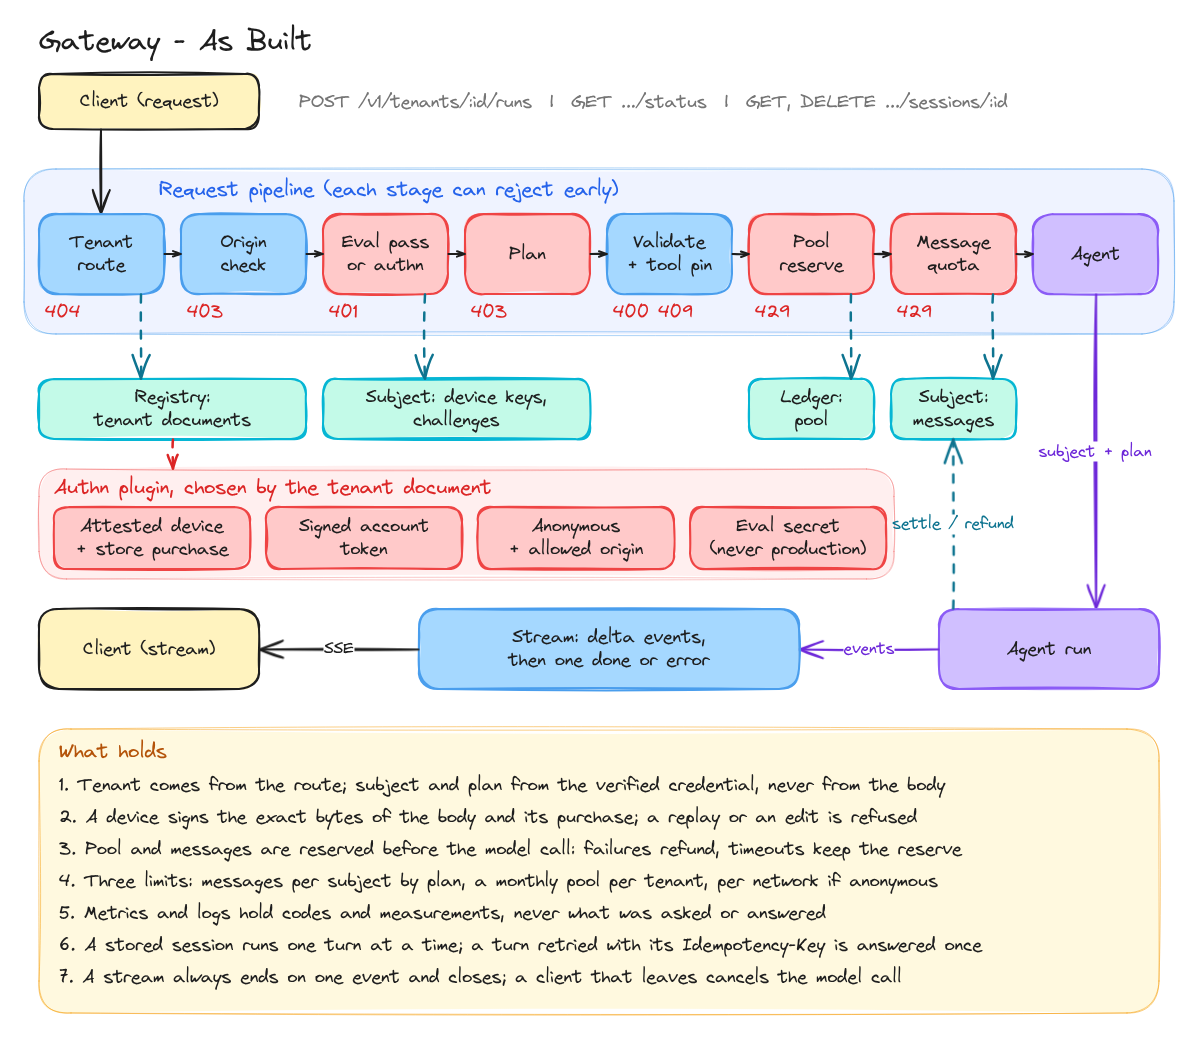 Gateway - As Built
Client (request)
POST /v1/tenants/:id/runs | GET .../status | GET, DELETE .../sessions/:id
Request pipeline (each stage can reject early)
Tenant
route
Origin
check
Eval pass
or authn
Plan
Validate
+ tool pin
Pool
reserve
Message
quota
Agent
404
403
401
403
400 409
429
429
Registry:
tenant documents
Subject: device keys,
challenges
Ledger:
pool
Subject:
messages
subject + plan
Authn plugin, chosen by the tenant document
Attested device
+ store purchase
Signed account
token
Anonymous
+ allowed origin
Eval secret
(never production)
settle / refund
Client (stream)
SSE
Stream: delta events,
then one done or error
events
Agent run
What holds
1. Tenant comes from the route; subject and plan from the verified credential, never from the body
2. A device signs the exact bytes of the body and its purchase; a replay or an edit is refused
3. Pool and messages are reserved before the model call: failures refund, timeouts keep the reserve
4. Three limits: messages per subject by plan, a monthly pool per tenant, per network if anonymous
5. Metrics and logs hold codes and measurements, never what was asked or answered
6. A stored session runs one turn at a time; a turn retried with its Idempotency-Key is answered once
7. A stream always ends on one event and closes; a client that leaves cancels the model call